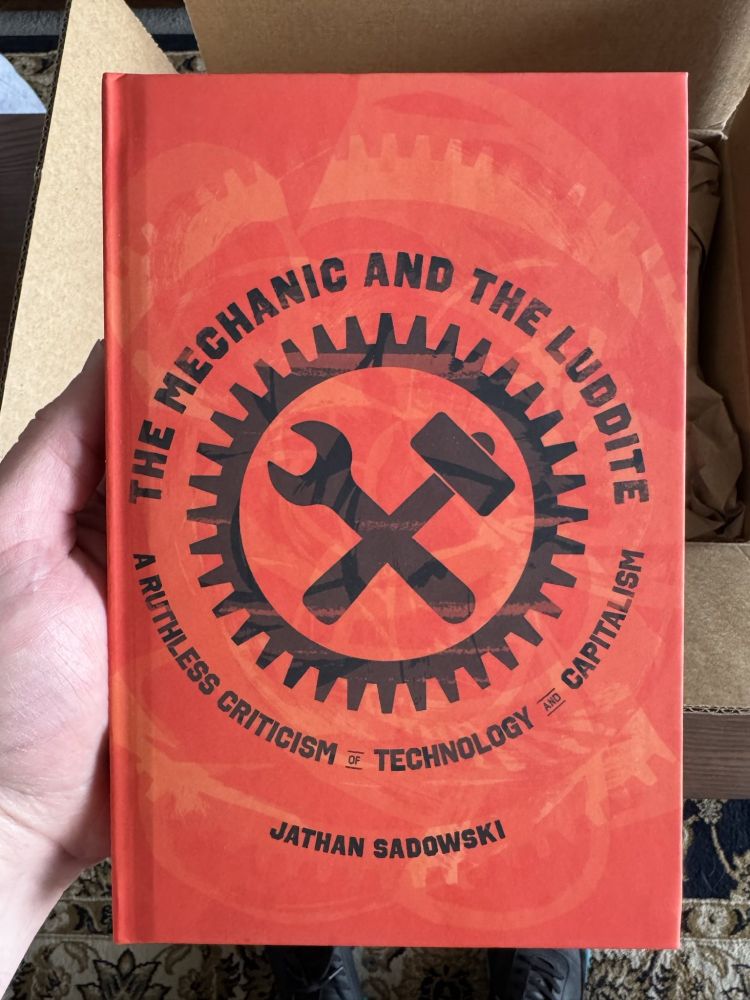 THE MECHANIC AND THE LUDDITE
A RUTHLESS CRITICISM OF TECHNOLOGY AND CAPITALISM
JATHAN SADOWSKI